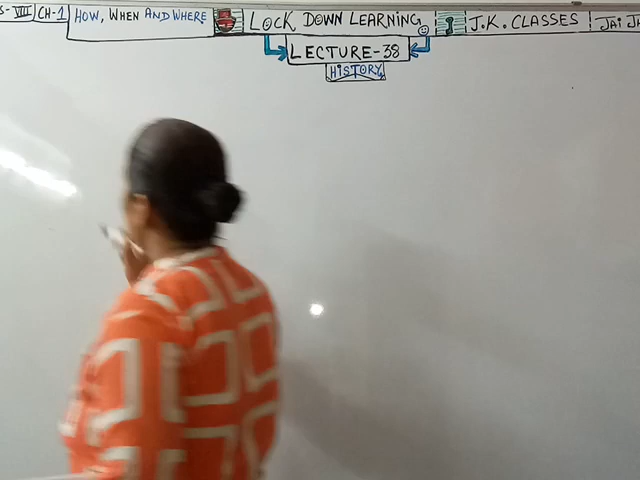 S-VIII CH-1 HOW, WHEN AND WHERE LOCK DOWN LEARNING J.K. CLASSES JAI
LECTURE-38
HISTORY